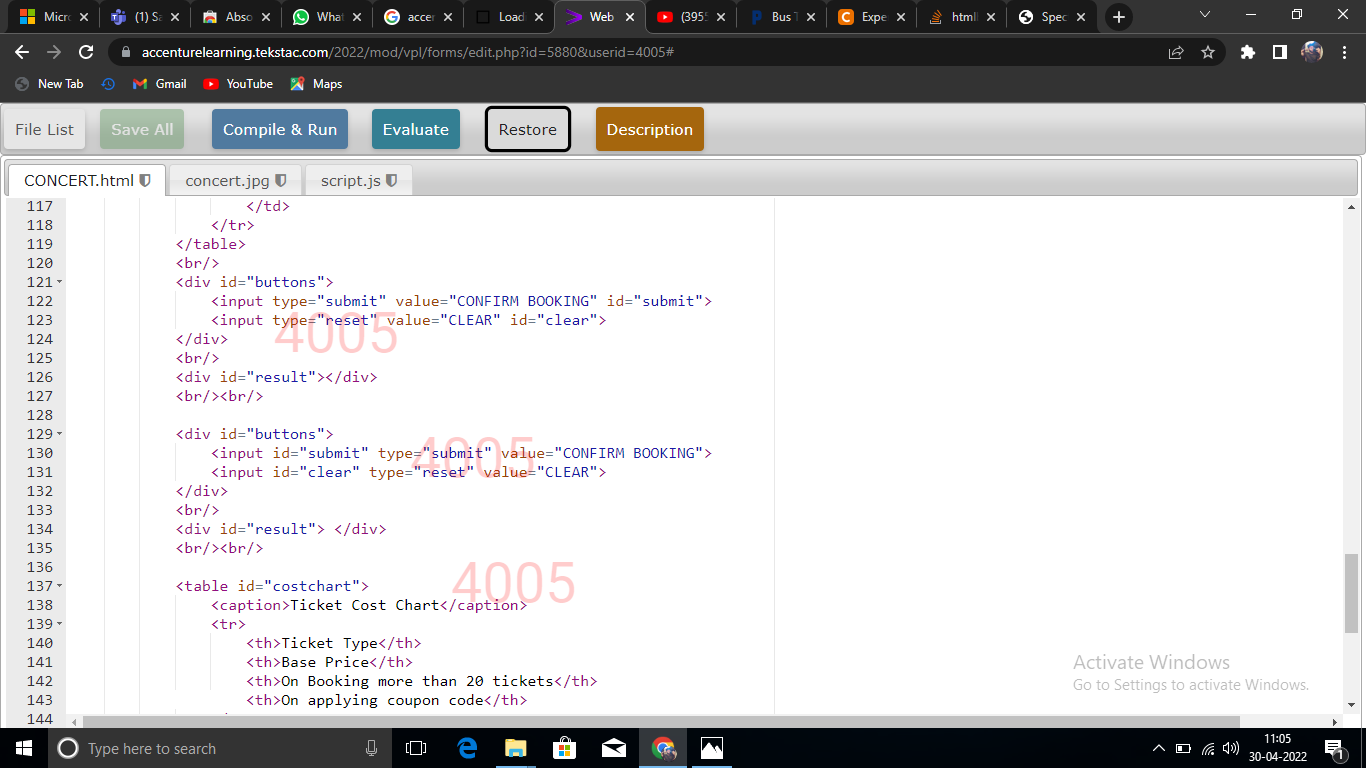 Micro
(1) Sa
Abso
What
accen
Loadi
Web
(3955
Bus T
Expe
htmll
Spec
accenturelearning.tekstac.com/2022/mod/vpl/forms/edit.php?id=5880&userid=4005#
New Tab
Gmail
YouTube
Maps
File List
Save All
Compile & Run
Evaluate
Restore
Description
CONCERT.html
concert.jpg
script.js
117 </td>
118 </tr>
119 </table>
120 <br/>
121 <div id="buttons">
122 <input type="submit" value="CONFIRM BOOKING" id="submit">
123 <input type="reset" value="CLEAR" id="clear">
4005
124 </div>
125 <br/>
126 <div id="result"></div>
127 <br/><br/>
128
129 <div id="buttons">
130 <input id="submit" type="submit" value="CONFIRM BOOKING">
4005
131 <input id="clear" type="reset" value="CLEAR">
132 </div>
133 <br/>
134 <div id="result"> </div>
135 <br/><br/>
136
137 <table id="costchart">
4005
138 <caption>Ticket Cost Chart</caption>
139 <tr>
140 <th>Ticket Type</th>
141 <th>Base Price</th>
142 <th>On Booking more than 20 tickets</th>
143 <th>On applying coupon code</th>
144
Activate Windows
Go to Settings to activate Windows.
Type here to search
11:05
30-04-2022
1